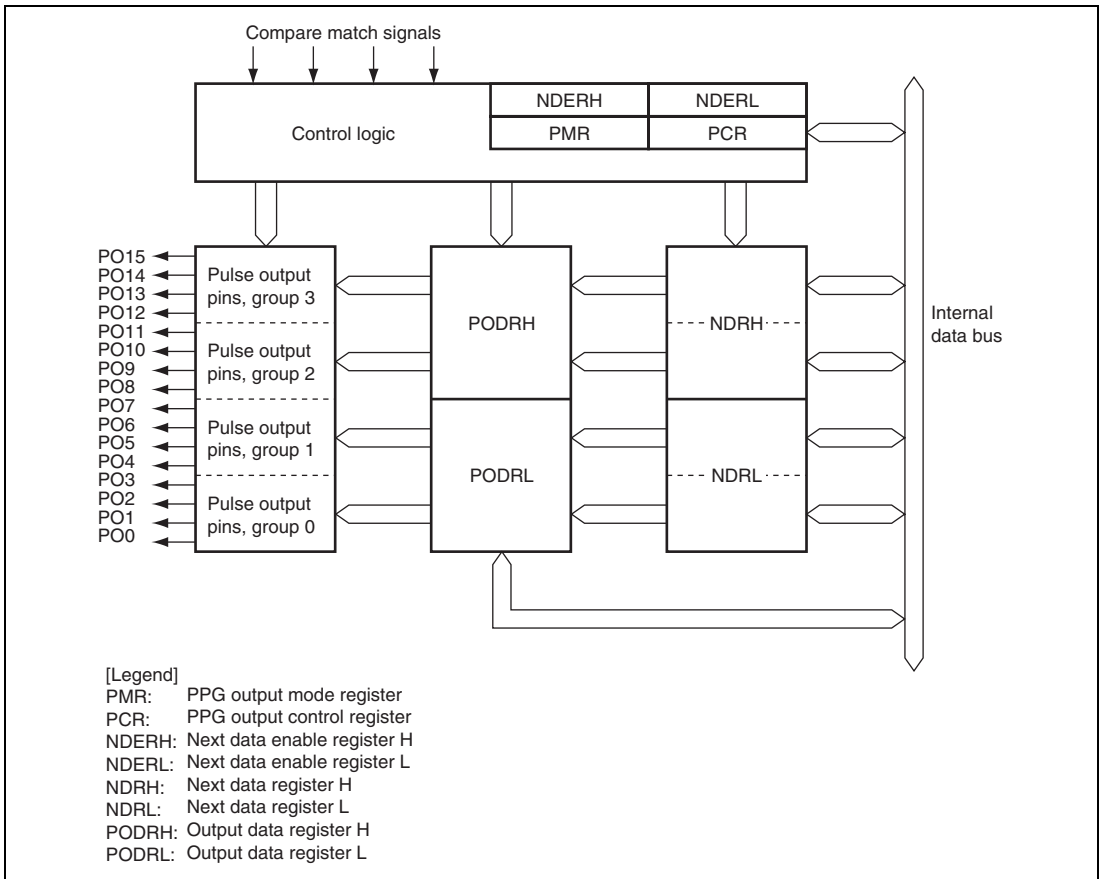 Compare match signals
Control logic
NDERH
NDERL
PMR
PCR
PO15
PO14
PO13
PO12
PO11
PO10
PO9
PO8
PO7
PO6
PO5
PO4
PO3
PO2
PO1
PO0
Pulse output
pins, group 3
Pulse output
pins, group 2
Pulse output
pins, group 1
Pulse output
pins, group 0
PODRH
PODRL
NDRH
NDRL
Internal
data bus
[Legend]
PMR: PPG output mode register
PCR: PPG output control register
NDERH: Next data enable register H
NDERL: Next data enable register L
NDRH: Next data register H
NDRL: Next data register L
PODRH: Output data register H
PODRL: Output data register L